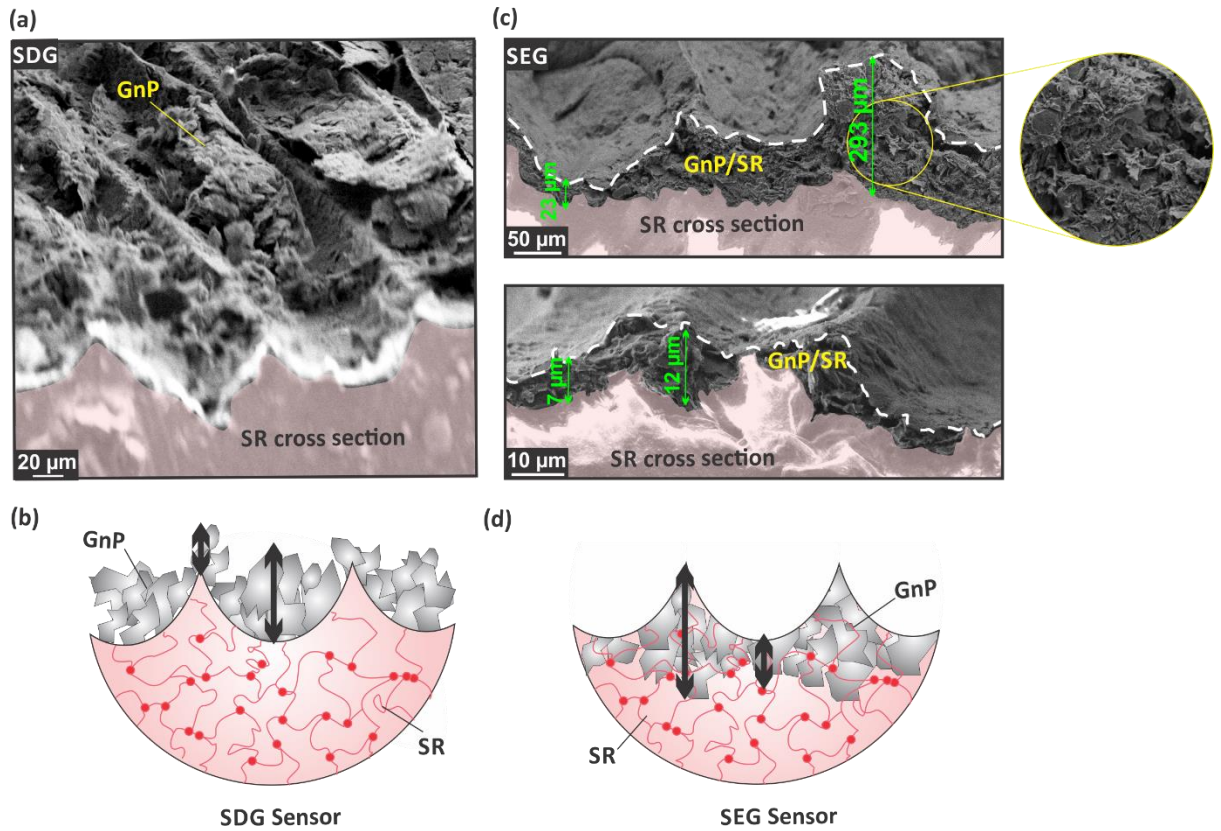 (a)
SDG
GnP
SR cross section
20 μm
(c)
SEG
GnP/SR
293 μm
23 μm
SR cross section
50 μm
GnP/SR
7 μm
12 μm
SR cross section
10 μm
(b)
GnP
SR
SDG Sensor
(d)
GnP
SR
SEG Sensor